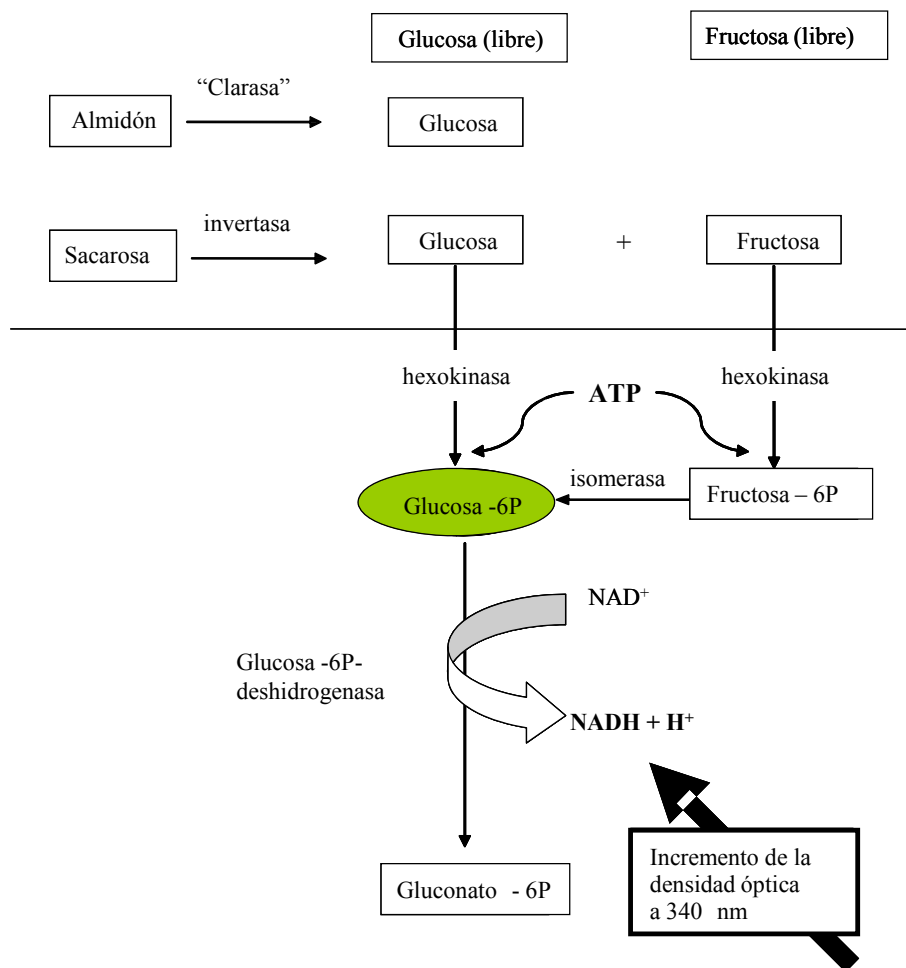 Glucosa (libre)
Fructosa (libre)
“Clarasa”
Almidón
Glucosa
invertasa
Sacarosa
Glucosa
+
Fructosa
hexokinasa
hexokinasa
ATP
isomerasa
Glucosa -6P
Fructosa – 6P
NAD⁺
Glucosa -6P-
deshidrogenasa
NADH + H⁺
Incremento de la
densidad óptica
a 340 nm
Gluconato - 6P